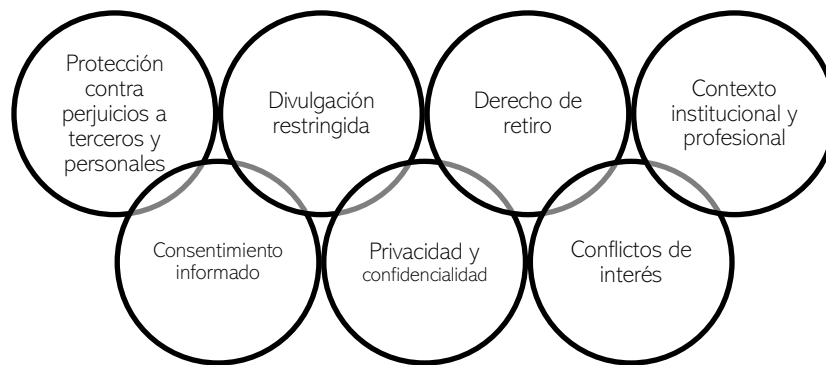 Protección
contra
perjuicios a
terceros y
personales
Divulgación
restringida
Derecho de
retiro
Contexto
institucional y
profesional
Consentimiento
informado
Privacidad y
confidencialidad
Conflictos de
interés